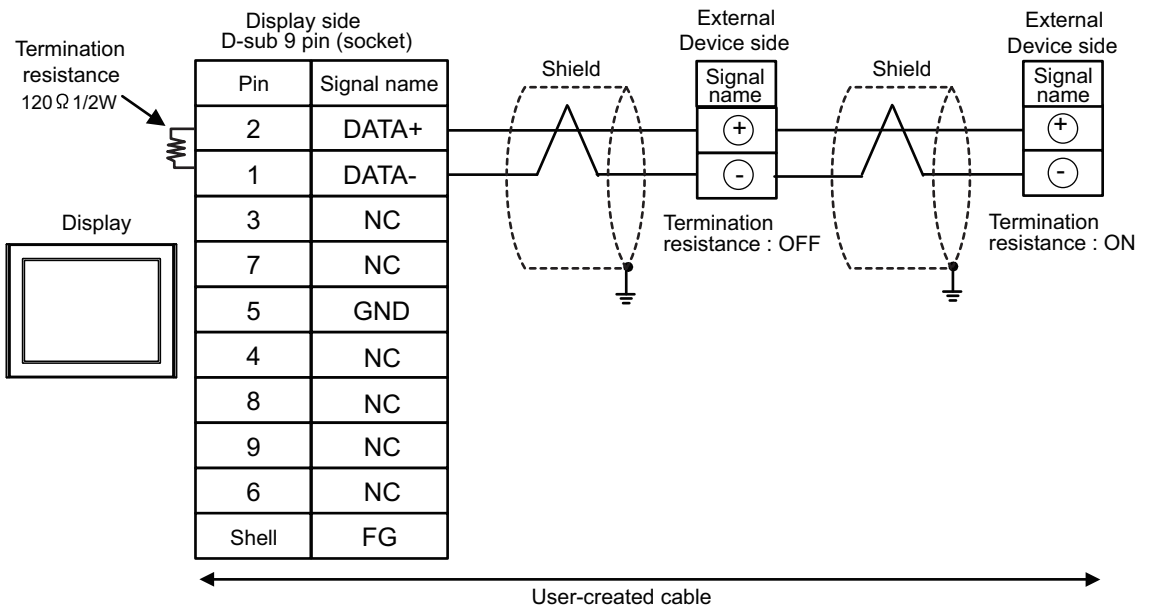 Display side
D-sub 9 pin (socket)
Termination
resistance
120 Ω 1/2W
Display
Pin Signal name
2 DATA+
1 DATA-
3 NC
7 NC
5 GND
4 NC
8 NC
9 NC
6 NC
Shell FG
Shield
External
Device side
Signal
name
+
-
Termination
resistance : OFF
Shield
External
Device side
Signal
name
+
-
Termination
resistance : ON
User-created cable